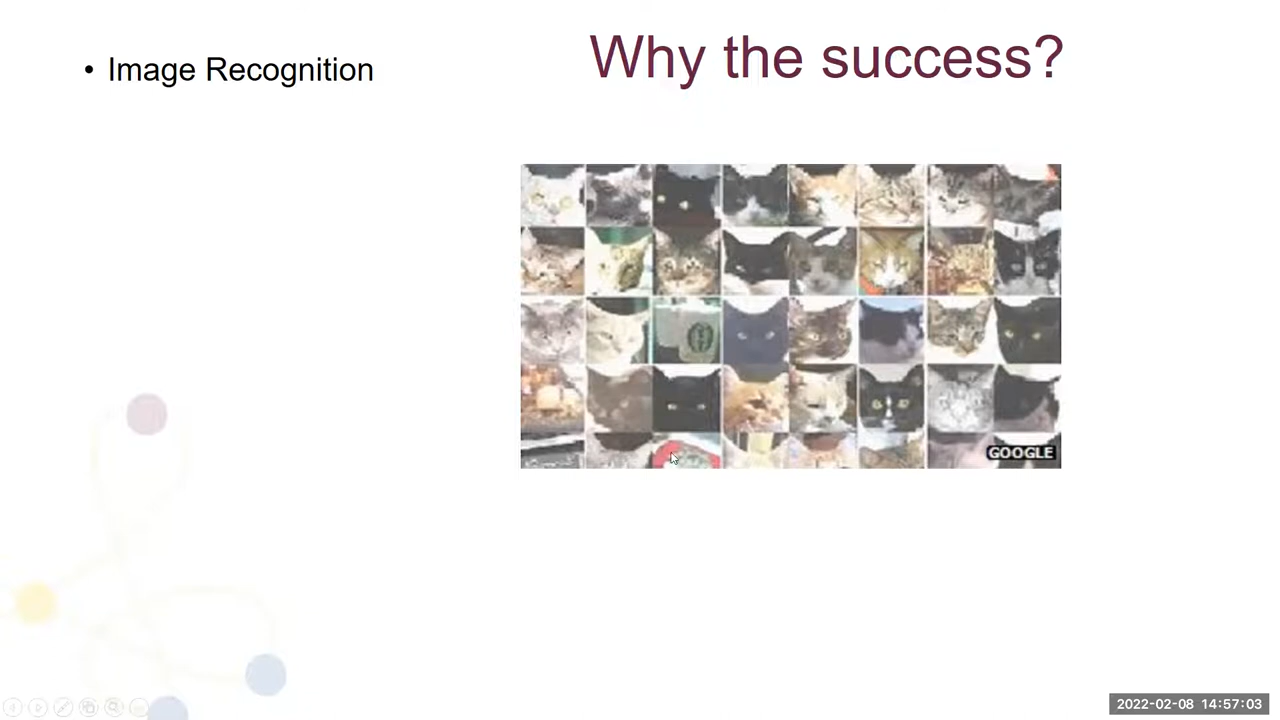 Why the success?
• Image Recognition
GOOGLE
2022-02-08 14:57:03